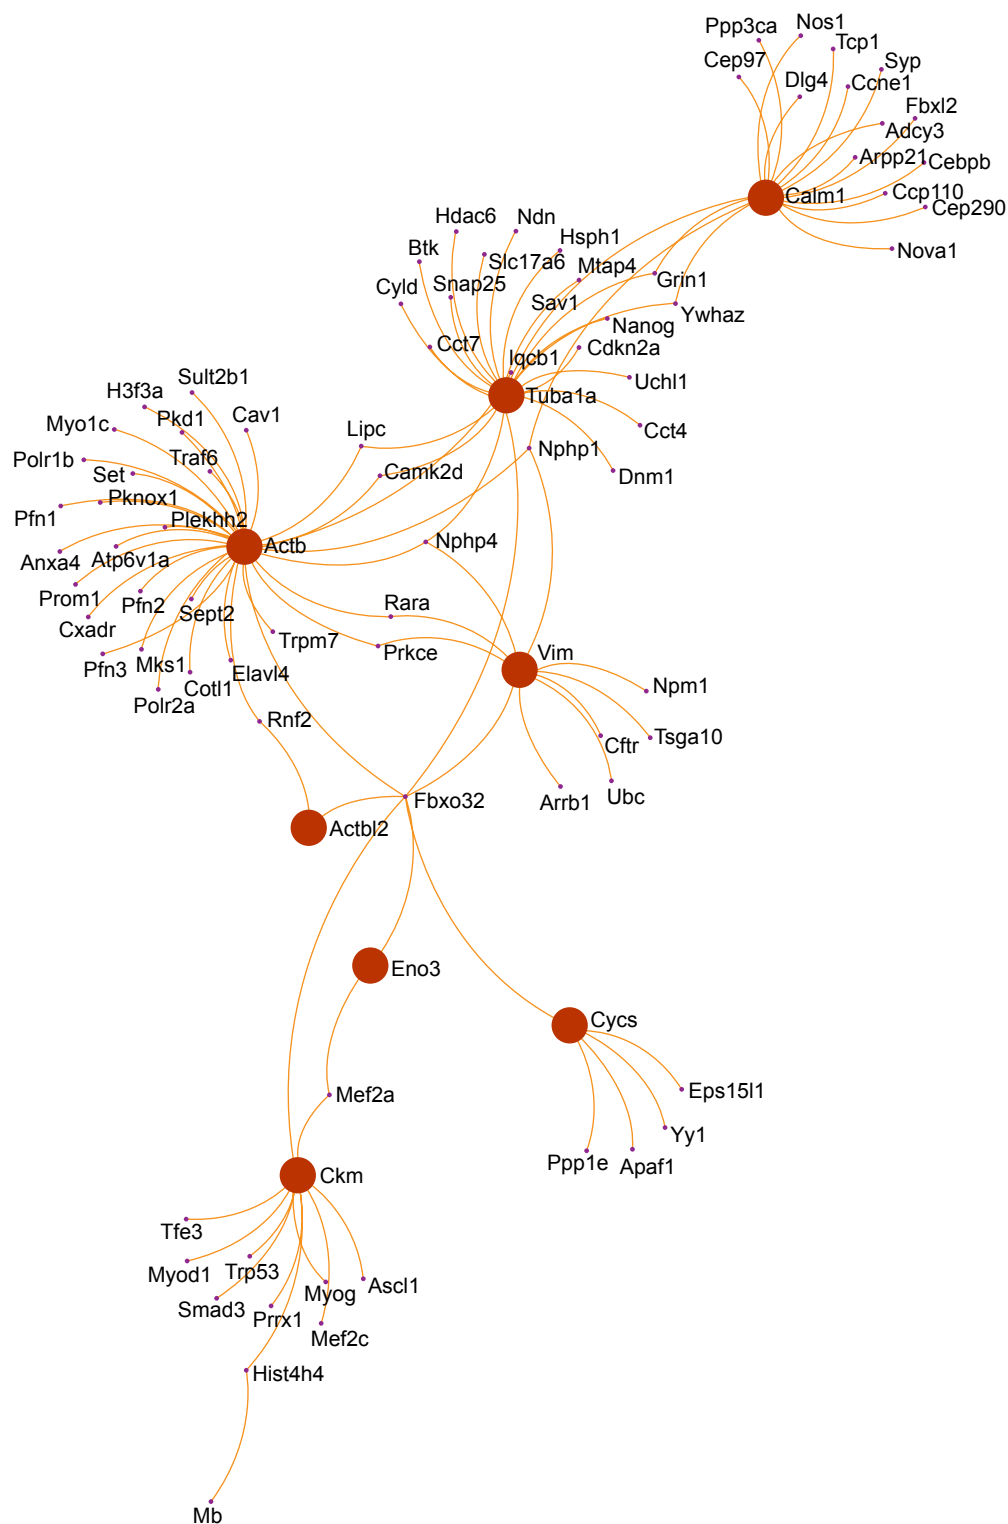 Nos1
Ppp3ca
Tcp1
Cep97
Syp
Dlg4
Ccne1
Fbxl2
Adcy3
Arpp21
Cebpb
Calm1
Ccp110
Cep290
Nova1
Hdac6
Ndn
Hsph1
Btk
Slc17a6
Mtap4
Grin1
Cyld
Snap25
Sav1
Ywhaz
Nanog
Cct7
Cdkn2a
Iqcb1
Uchl1
Tuba1a
Sult2b1
H3f3a
Pkd1
Cav1
Myo1c
Lipc
Cct4
Nphp1
Polr1b
Traf6
Set
Camk2d
Dnm1
Pknox1
Pfn1
Plekhh2
Actb
Nphp4
Anxa4
Atp6v1a
Prom1
Pfn2
Sept2
Rara
Cxadr
Trpm7
Prkce
Vim
Pfn3
Mks1
Elavl4
Cotl1
Npm1
Polr2a
Rnf2
Cftr
Tsga10
Arrb1
Ubc
Fbxo32
Actbl2
Eno3
Cycs
Mef2a
Eps15l1
Yy1
Ppp1e
Apaf1
Ckm
Tfe3
Myod1
Trp53
Ascl1
Myog
Smad3
Prrx1
Mef2c
Hist4h4
Mb